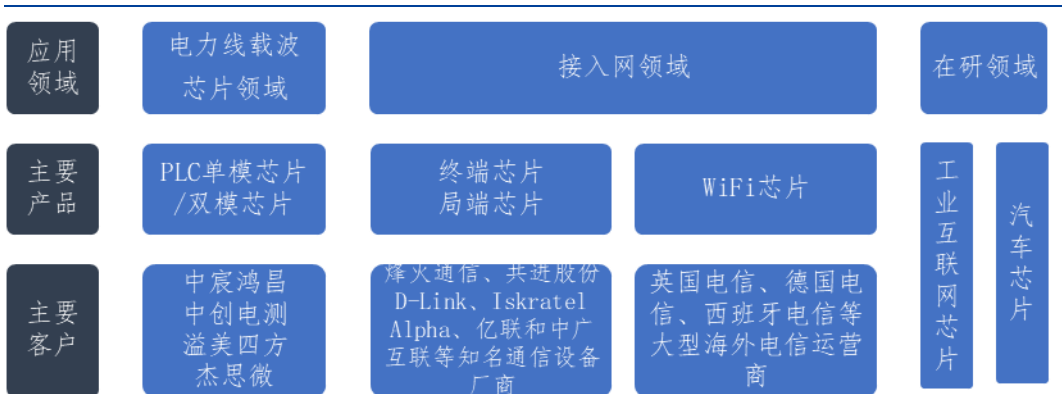 应用
领域
电力线载波
芯片领域
接入网领域
在研领域
主要
产品
PLC单模芯片
/双模芯片
终端芯片
局端芯片
WiFi芯片
工业互联网芯片
汽车芯片
主要
客户
中宸鸿昌
中创电测
溢美四方
杰思微
烽火通信、共进股份
D-Link、Iskratel
Alpha、亿联和中广
互联等知名通信设备
厂商
英国电信、德国电
信、西班牙电信等
大型海外电信运营
商